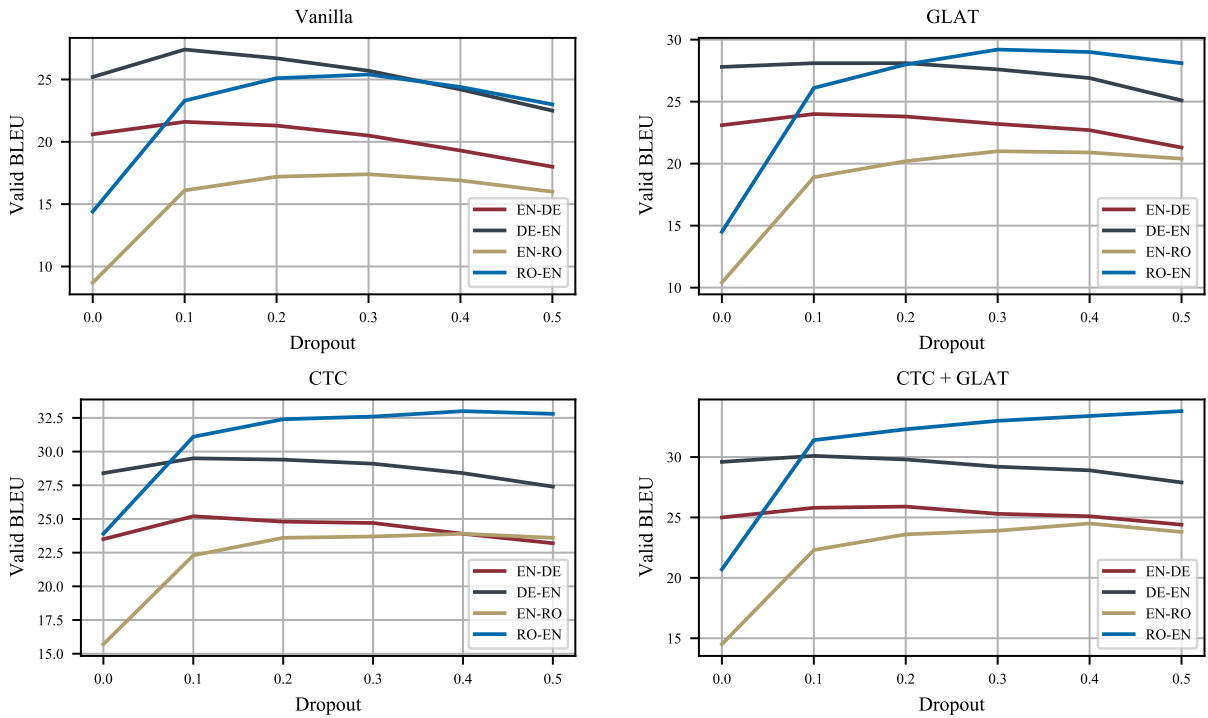 Vanilla
Valid BLEU
25
20
15
10
EN-DE
DE-EN
EN-RO
RO-EN
0.0 0.1 0.2 0.3 0.4 0.5
Dropout
GLAT
Valid BLEU
30
25
20
15
10
EN-DE
DE-EN
EN-RO
RO-EN
0.0 0.1 0.2 0.3 0.4 0.5
Dropout
CTC
Valid BLEU
32.5
30.0
27.5
25.0
22.5
20.0
17.5
15.0
EN-DE
DE-EN
EN-RO
RO-EN
0.0 0.1 0.2 0.3 0.4 0.5
Dropout
CTC + GLAT
Valid BLEU
30
25
20
15
EN-DE
DE-EN
EN-RO
RO-EN
0.0 0.1 0.2 0.3 0.4 0.5
Dropout